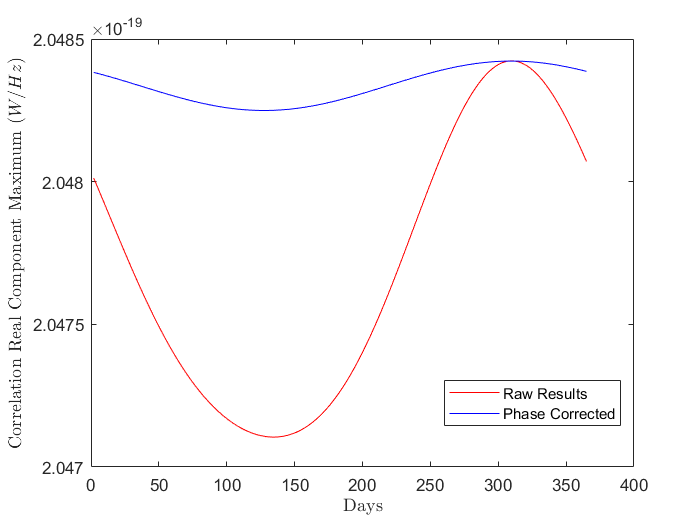 ×10⁻¹⁹
2.0485
2.048
2.0475
2.047
Correlation Real Component Maximum (W/Hz)
0 50 100 150 200 250 300 350 400
Days
Raw Results
Phase Corrected